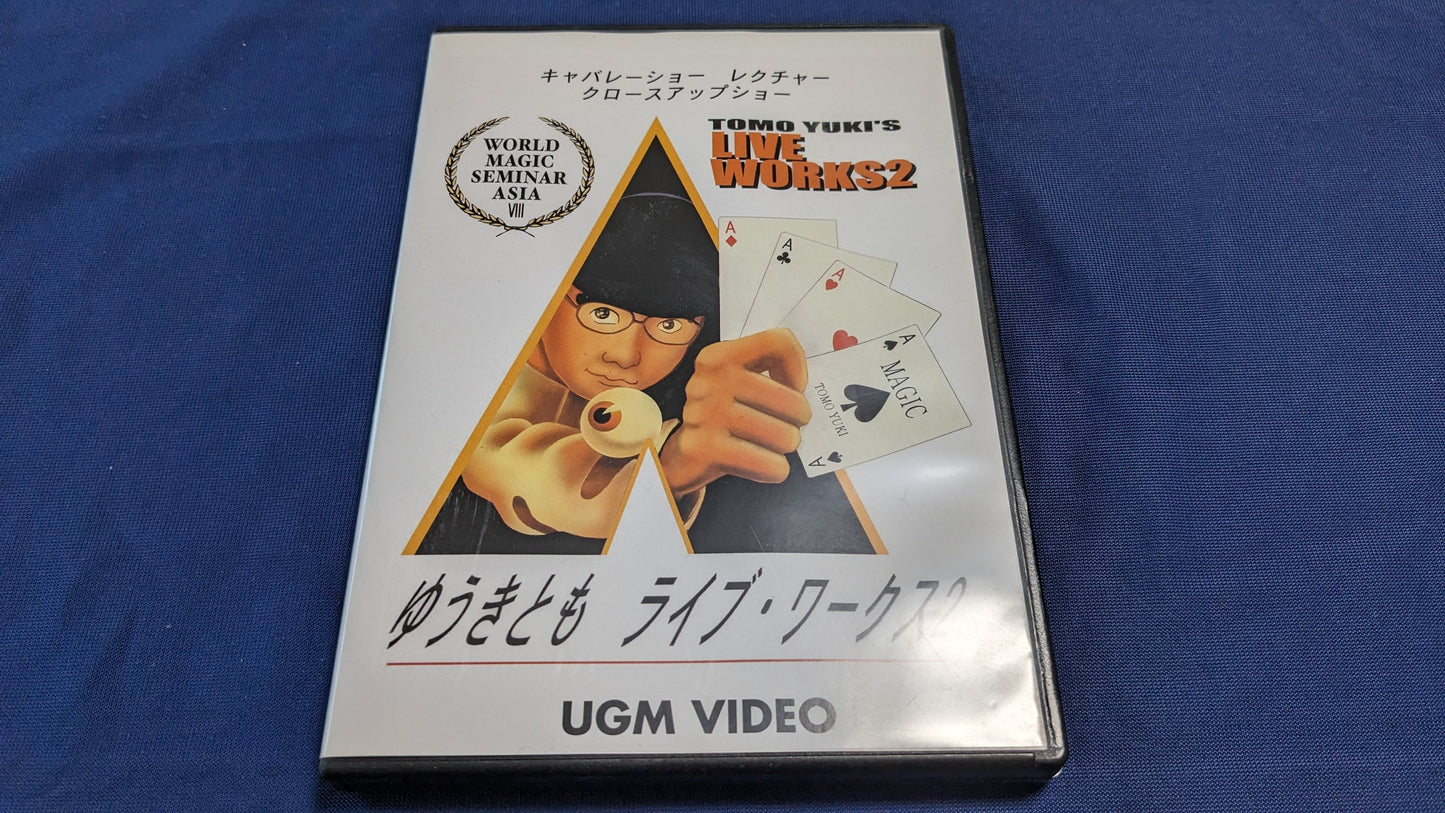 キャバレーショー　レクチャー
クロースアップショー
WORLD
MAGIC
SEMINAR
ASIA
VIII
TOMO YUKI'S
LIVE
WORKS2
A
A
A
A
MAGIC
TOMO YUKI
A
ゆうきとも　ライブ・ワークス2
UGM VIDEO